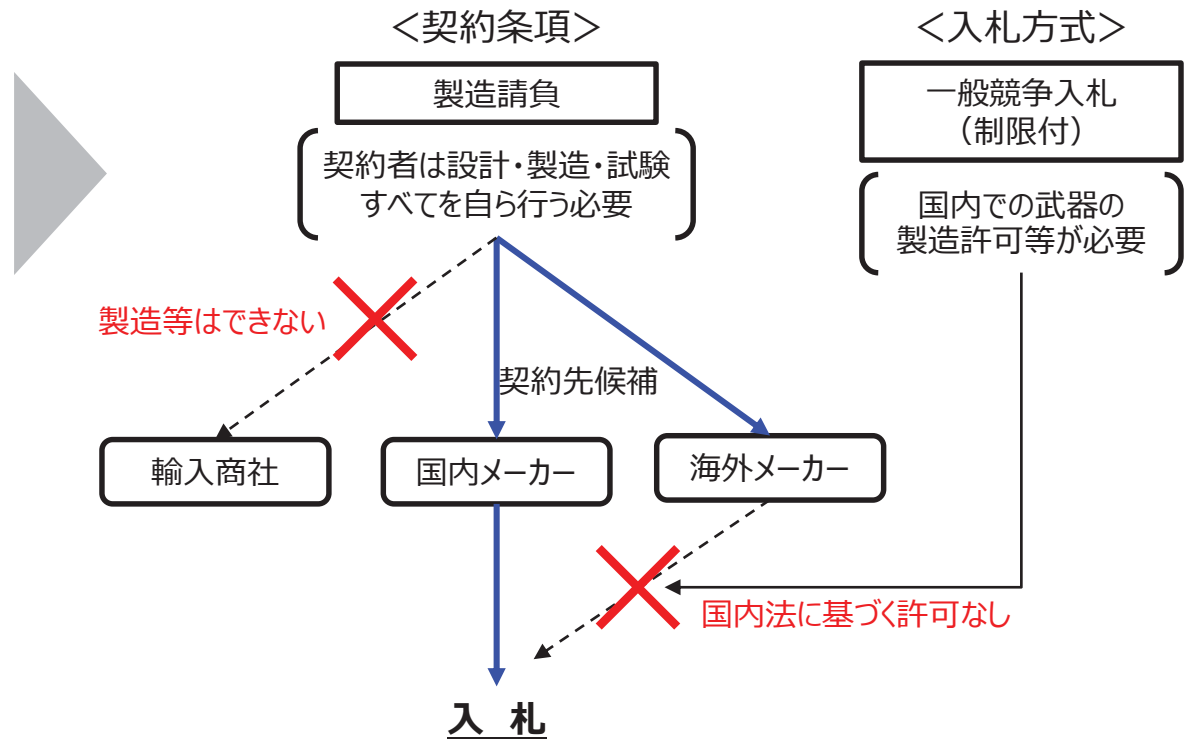 ＜契約条項＞
＜入札方式＞
製造請負
契約者は設計・製造・試験
すべてを自ら行う必要
一般競争入札
（制限付）
国内での武器の
製造許可等が必要
製造等はできない
契約先候補
輸入商社
国内メーカー
海外メーカー
国内法に基づく許可なし
入 札